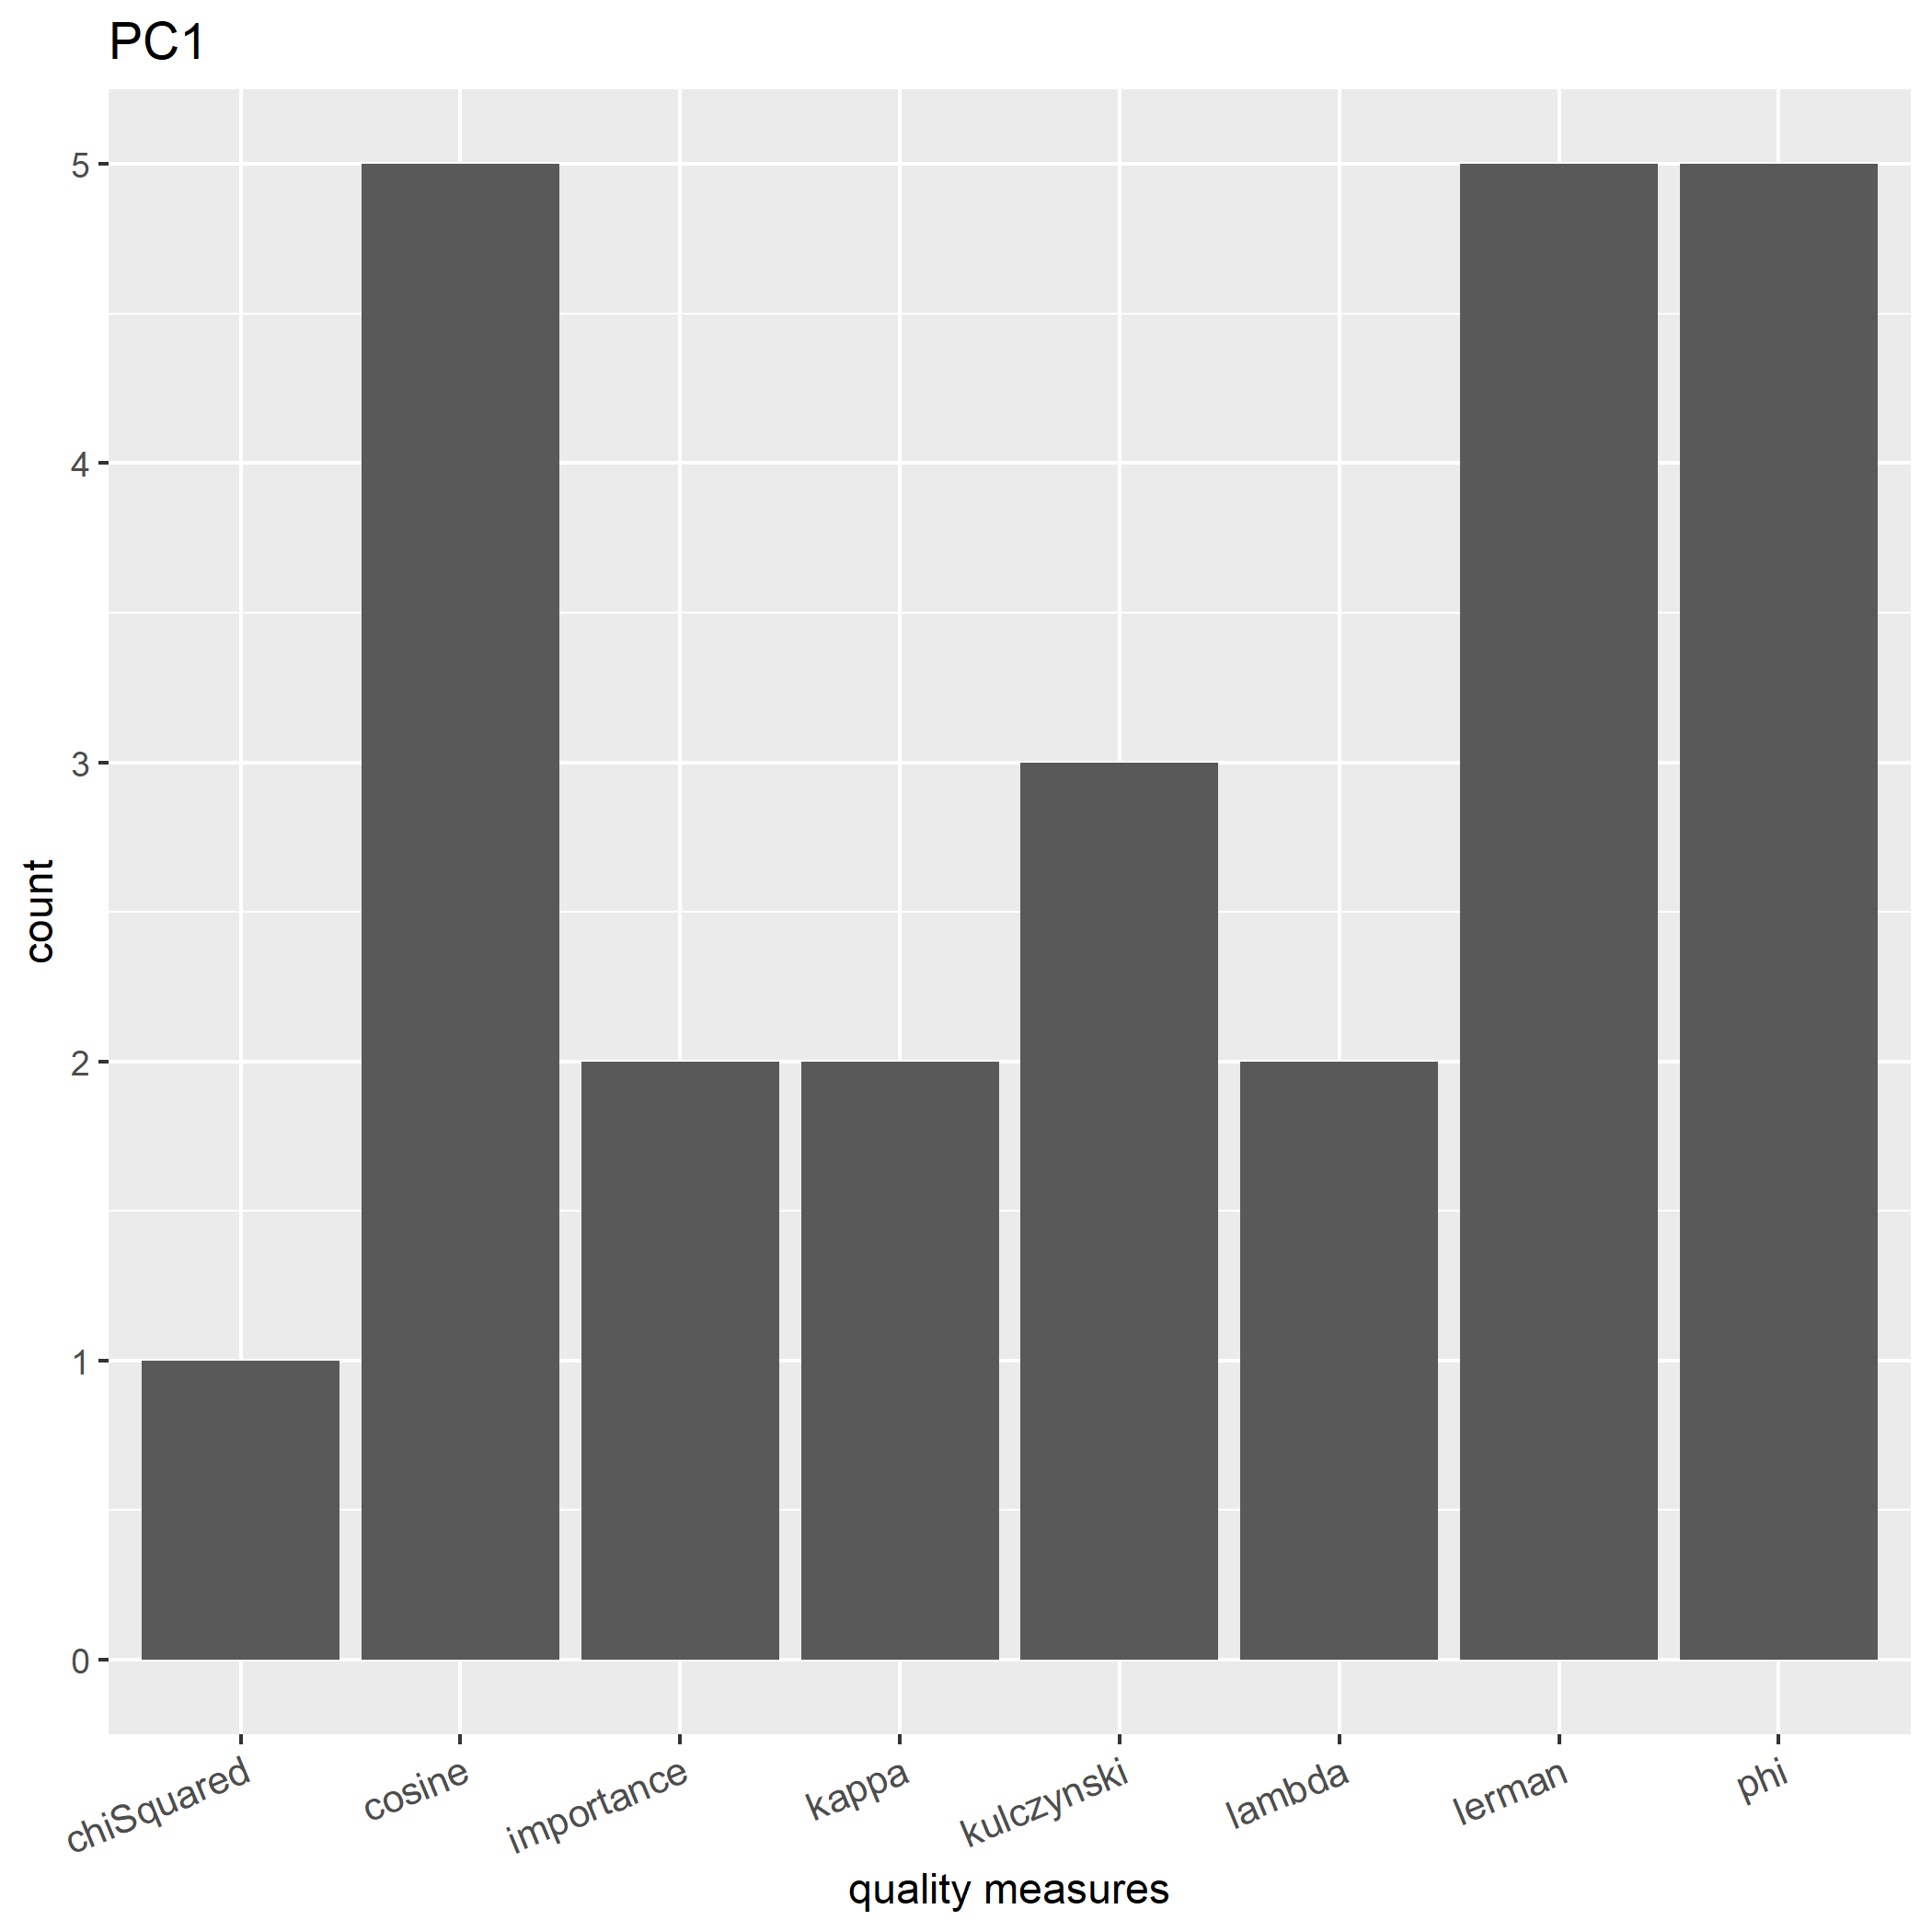 PC1
5
4
3
2
1
0
count
chiSquared
cosine
importance
kappa
kulczynski
lambda
lerman
phi
quality measures